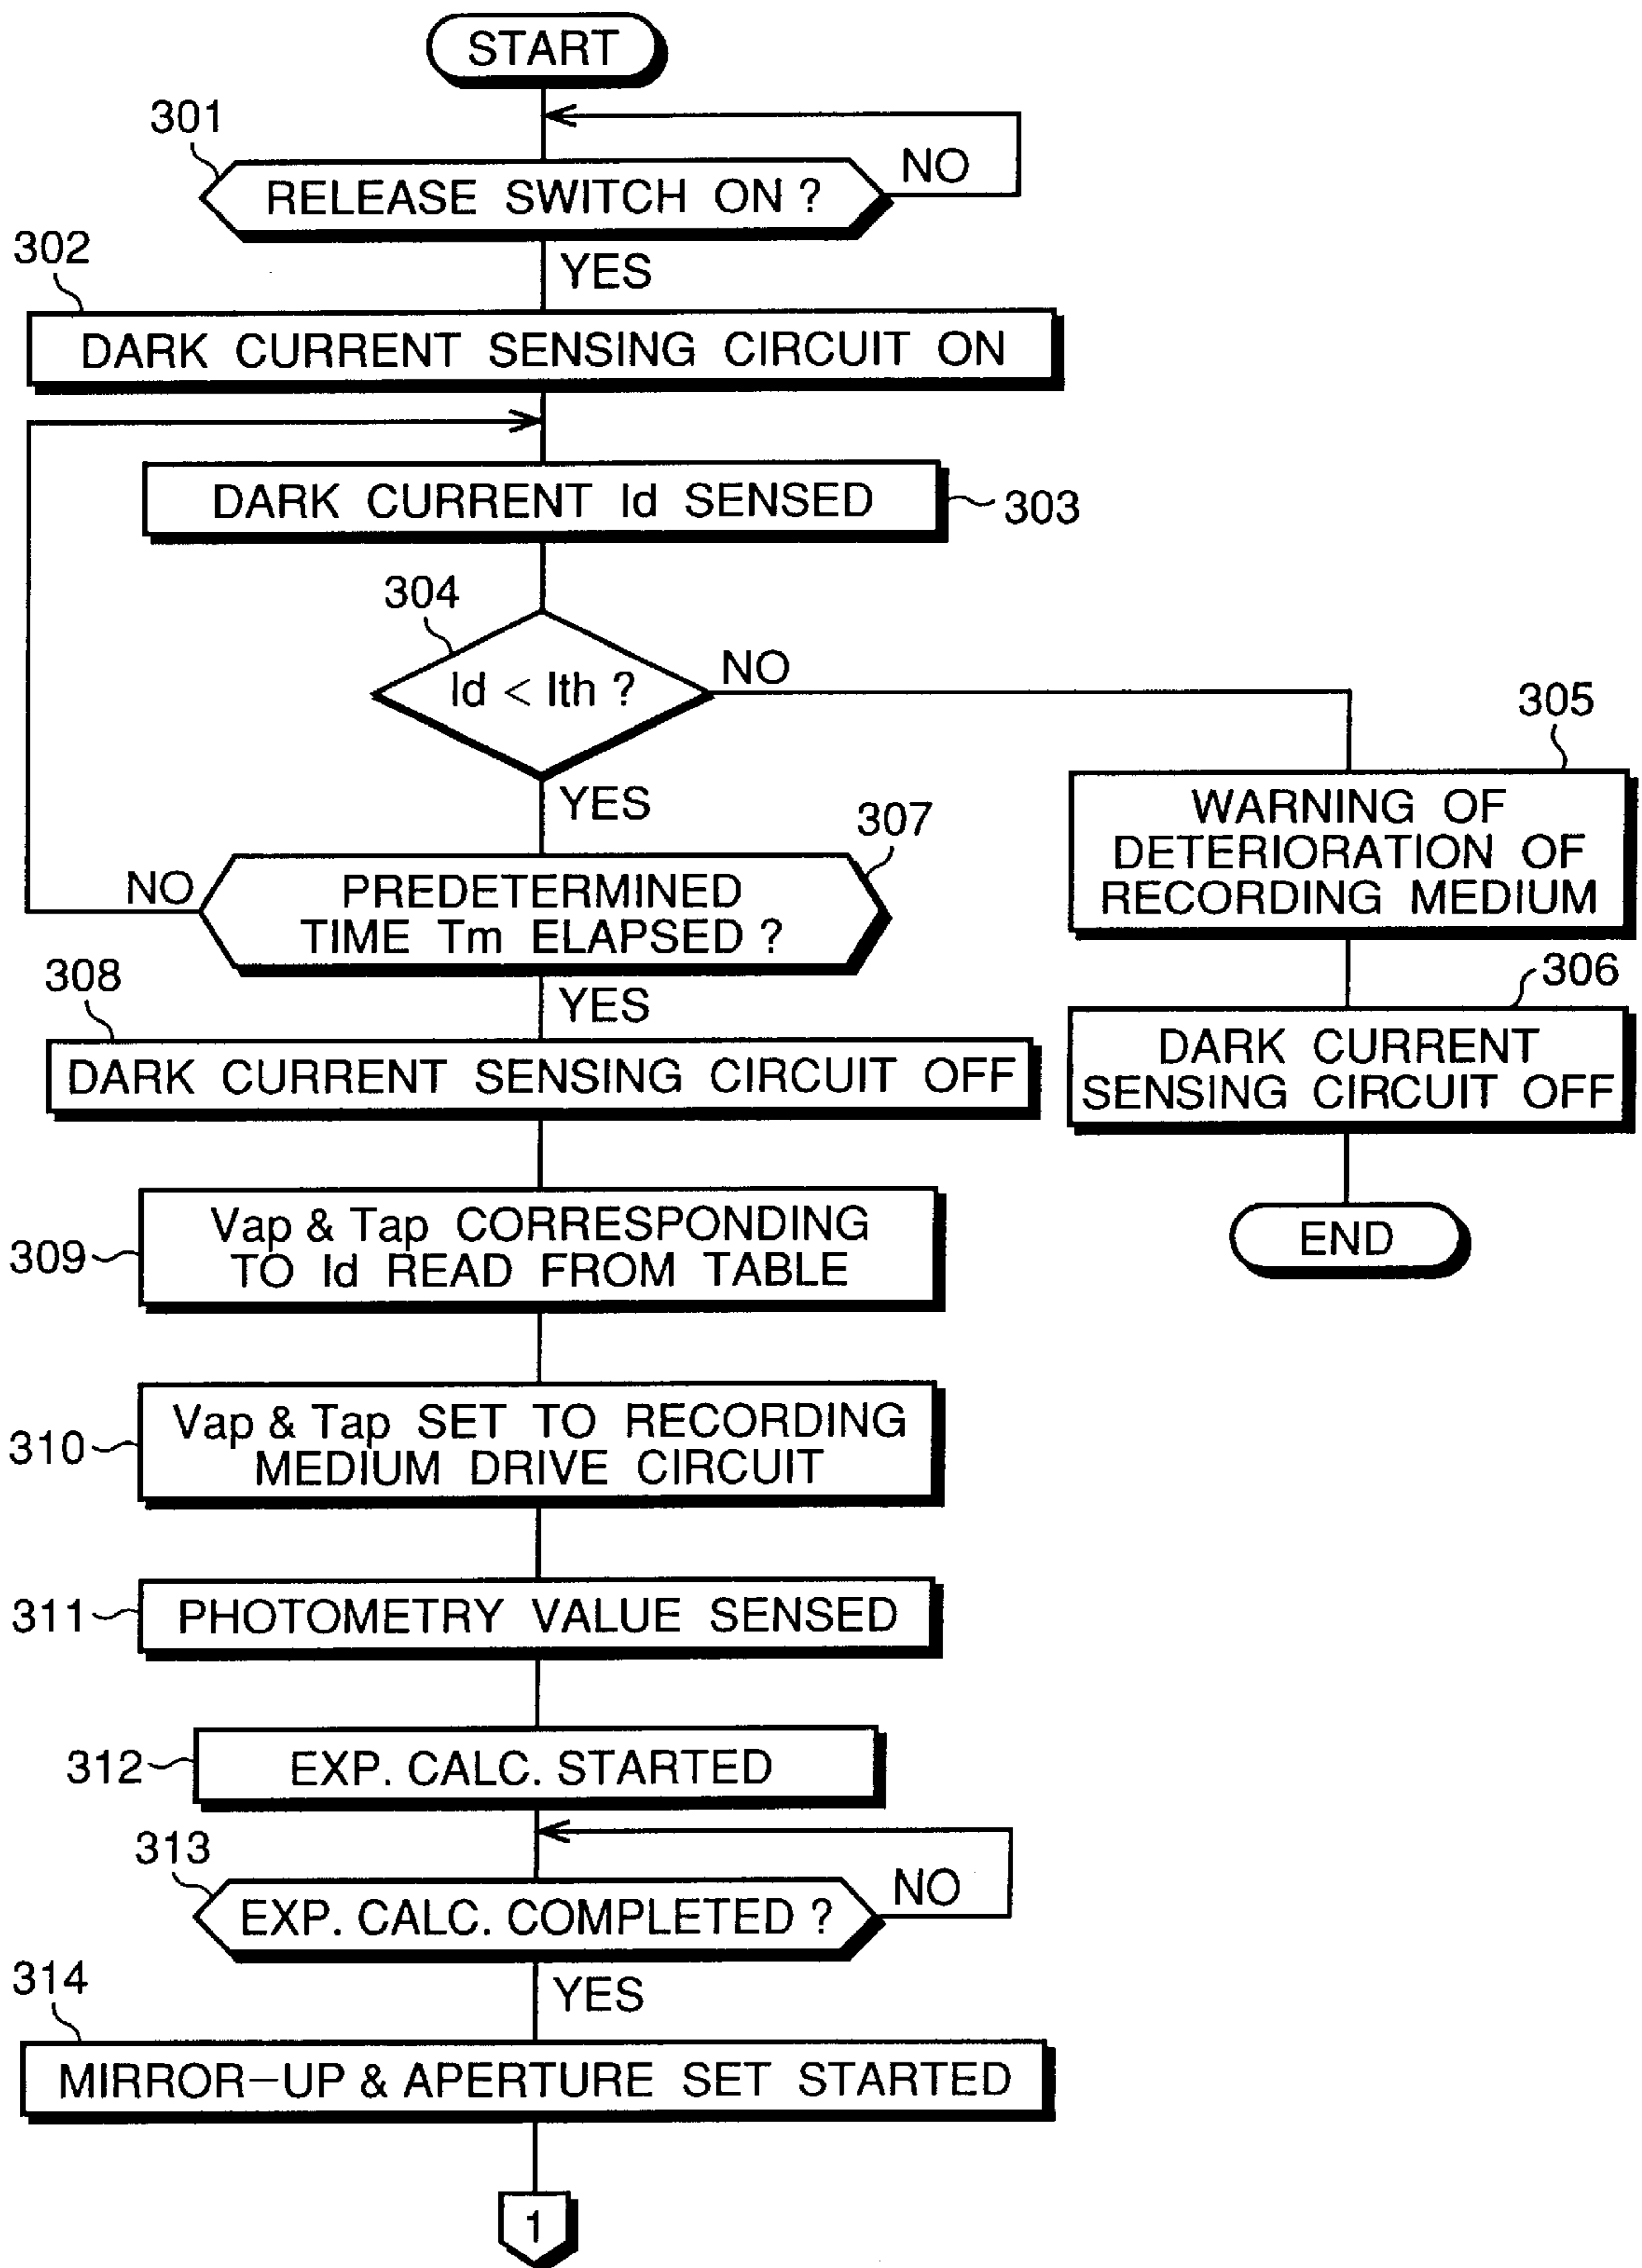 START
301
NO
RELEASE SWITCH ON ?
302
YES
DARK CURRENT SENSING CIRCUIT ON
DARK CURRENT Id SENSED
303
304
Id < Ith ?
NO
305
YES
WARNING OF
DETERIORATION OF
RECORDING MEDIUM
307
NO
PREDETERMINED
TIME Tm ELAPSED ?
308
YES
306
DARK CURRENT SENSING CIRCUIT OFF
DARK CURRENT
SENSING CIRCUIT OFF
END
309
Vap & Tap CORRESPONDING
TO Id READ FROM TABLE
310
Vap & Tap SET TO RECORDING
MEDIUM DRIVE CIRCUIT
311
PHOTOMETRY VALUE SENSED
312
EXP. CALC. STARTED
313
NO
EXP. CALC. COMPLETED ?
314
YES
MIRROR-UP & APERTURE SET STARTED
1